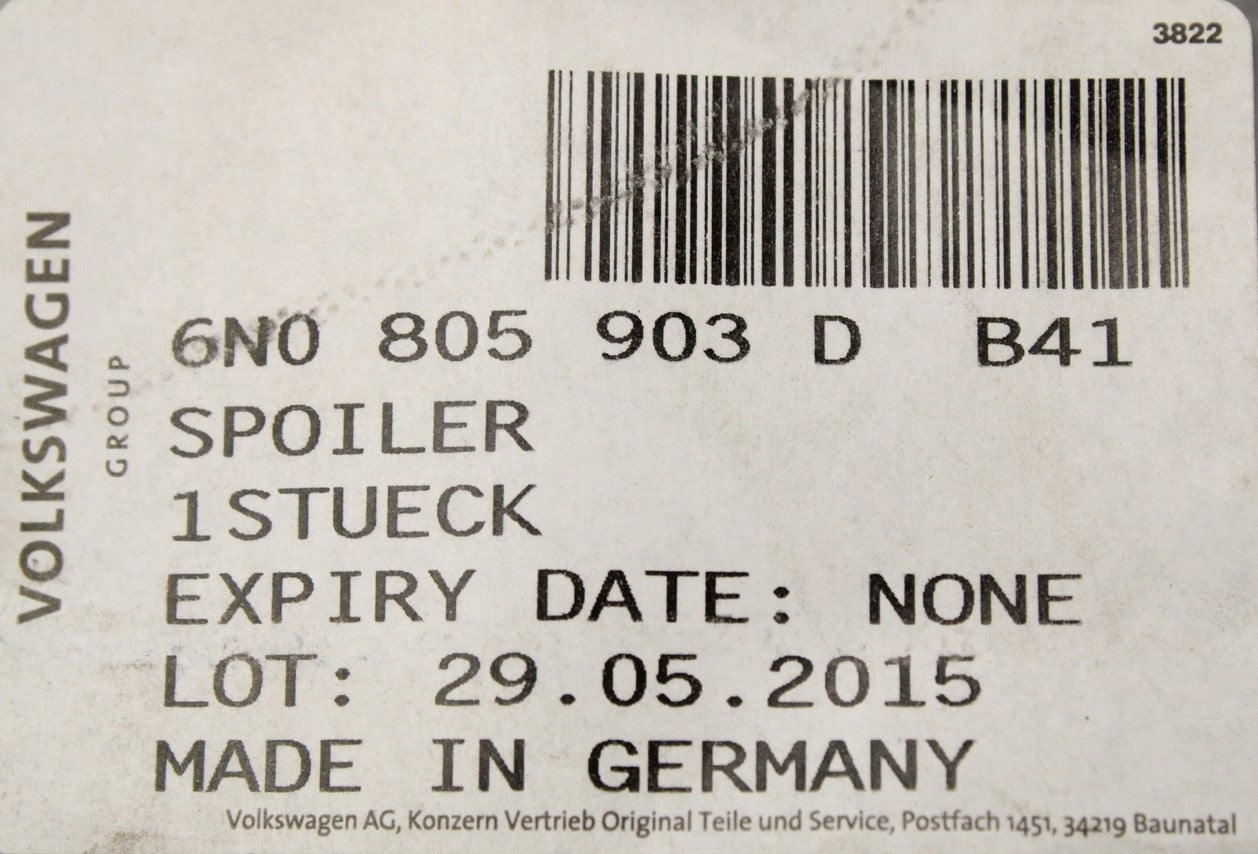 3822
VOLKSWAGEN
GROUP
6N0 805 903 D B41
SPOILER
1STUECK
EXPIRY DATE: NONE
LOT: 29.05.2015
MADE IN GERMANY
Volkswagen AG, Konzern Vertrieb Original Teile und Service, Postfach 1451, 34219 Baunatal